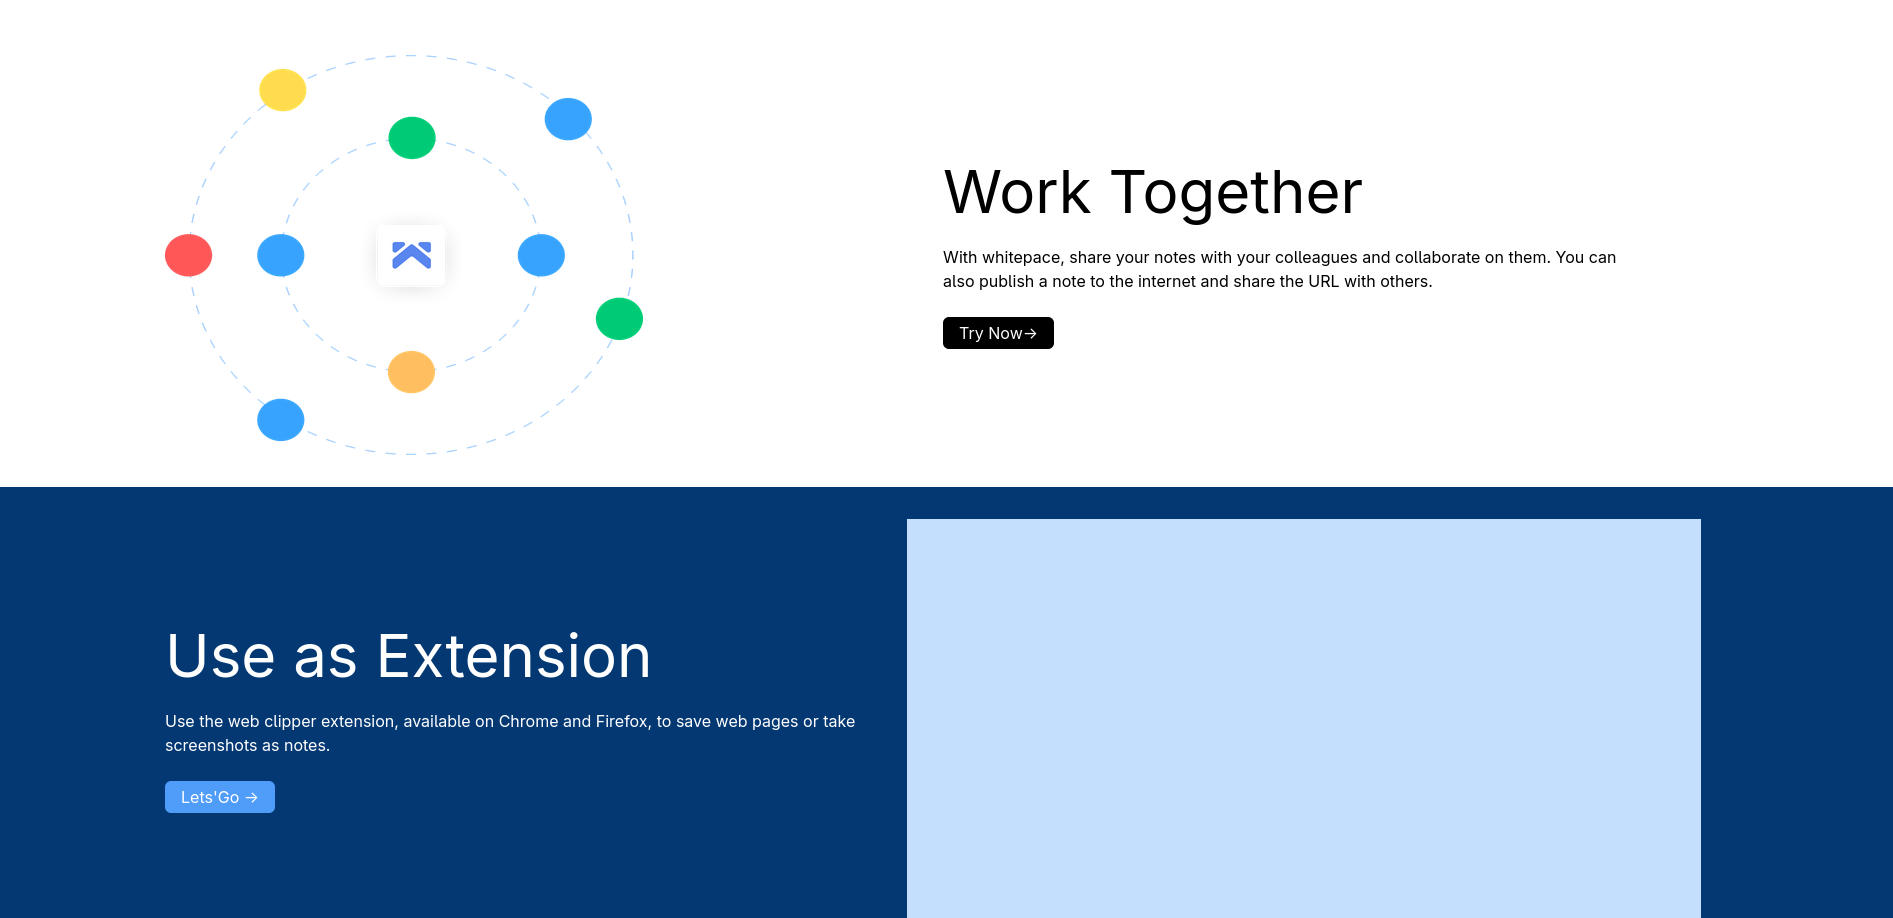 Work Together
With whitepace, share your notes with your colleagues and collaborate on them. You can
also publish a note to the internet and share the URL with others.
Try Now→
Use as Extension
Use the web clipper extension, available on Chrome and Firefox, to save web pages or take
screenshots as notes.
Lets'Go →